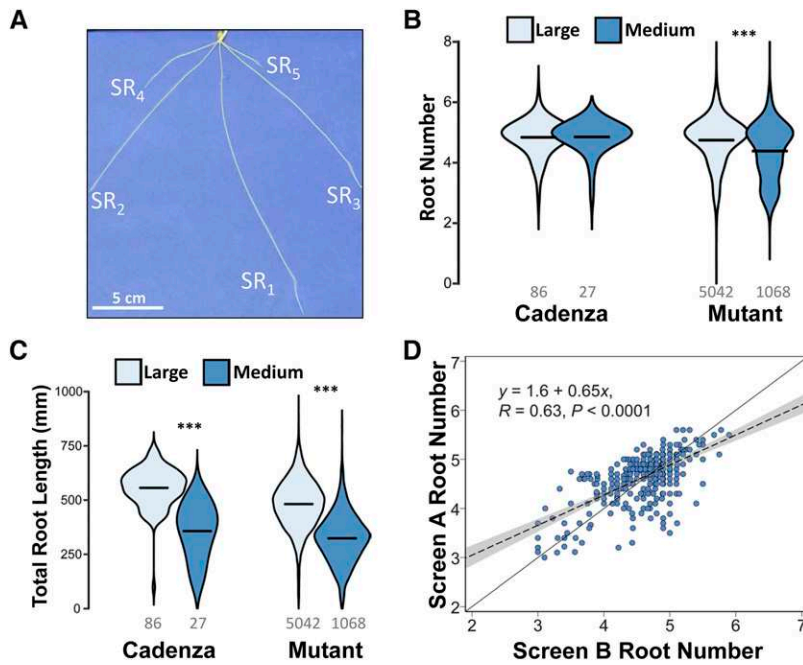 A
SR5
SR4
SR2
SR3
SR1
5 cm
B
Large Medium
***
Root Number
8
6
4
2
0
86 27 5042 1068
Cadenza Mutant
C
Large Medium
***
***
Total Root Length (mm)
1000
750
500
250
0
86 27 5042 1068
Cadenza Mutant
D
y = 1.6 + 0.65x,
R = 0.63, P < 0.0001
Screen A Root Number
7
6
5
4
3
2
2 3 4 5 6 7
Screen B Root Number